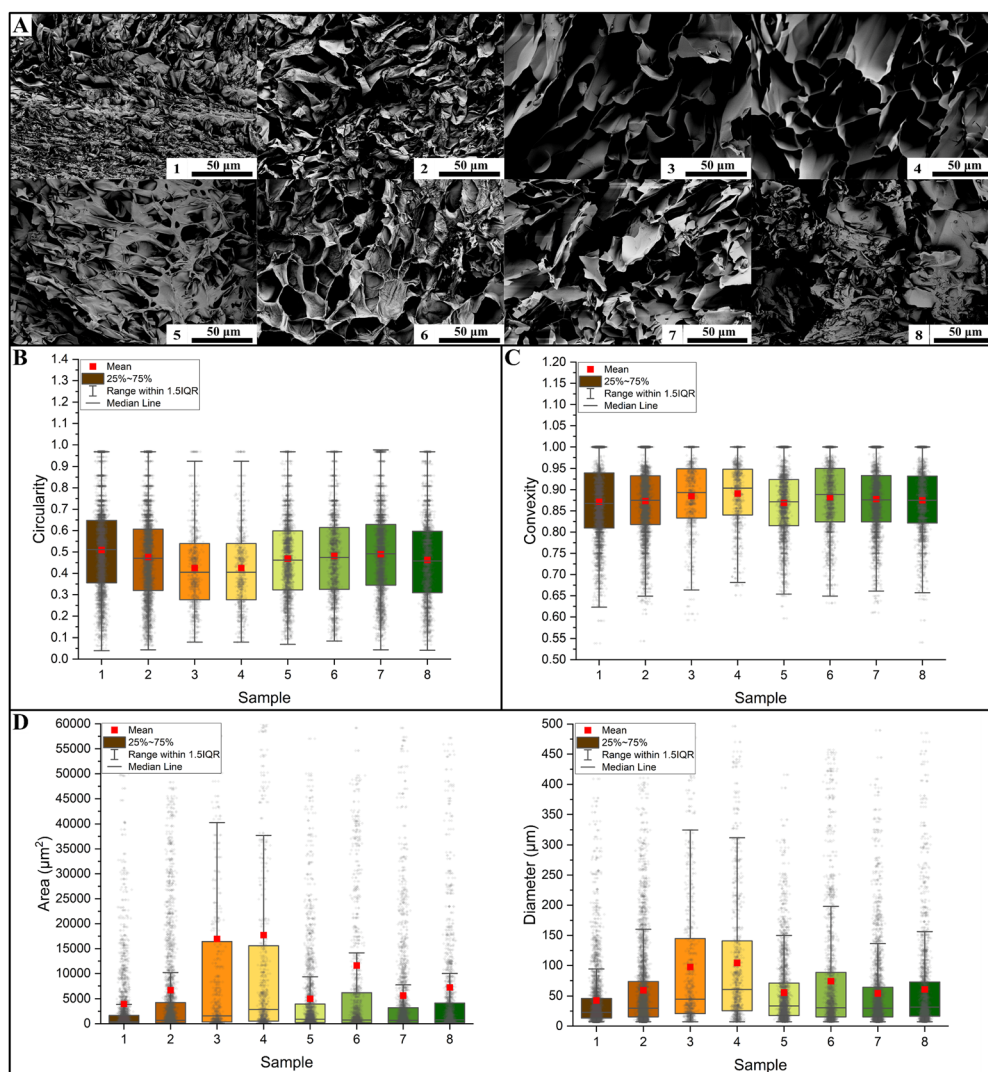 A
1 50 µm
2 50 µm
3 50 µm
4 50 µm
5 50 µm
6 50 µm
7 50 µm
8 50 µm
B
Mean
25%~75%
Range within 1.5IQR
Median Line
1.4
1.3
1.2
1.1
1.0
0.9
0.8
0.7
0.6
0.5
0.4
0.3
0.2
0.1
0.0
Circularity
1 2 3 4 5 6 7 8
Sample
C
Mean
25%~75%
Range within 1.5IQR
Median Line
1.20
1.15
1.10
1.05
1.00
0.95
0.90
0.85
0.80
0.75
0.70
0.65
0.60
0.55
0.50
Convexity
1 2 3 4 5 6 7 8
Sample
D
Mean
25%~75%
Range within 1.5IQR
Median Line
60000
55000
50000
45000
40000
35000
30000
25000
20000
15000
10000
5000
0
Area (µm²)
1 2 3 4 5 6 7 8
Sample
Mean
25%~75%
Range within 1.5IQR
Median Line
500
450
400
350
300
250
200
150
100
50
0
Diameter (µm)
1 2 3 4 5 6 7 8
Sample